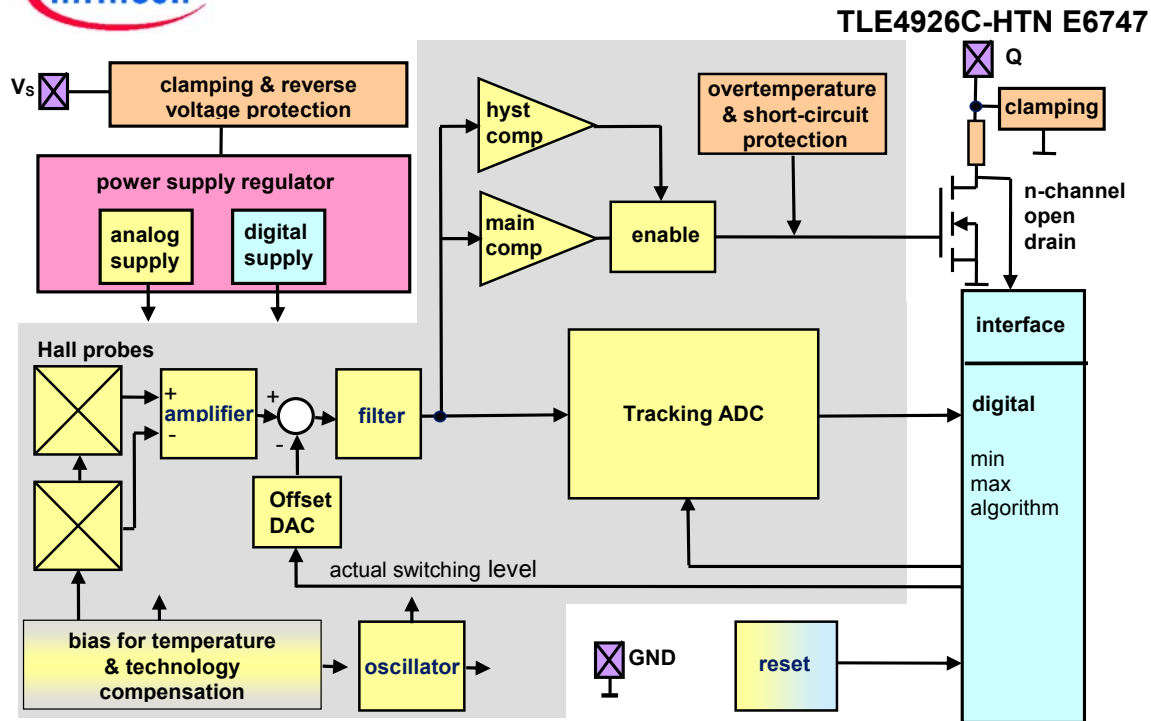 TLE4926C-HTN E6747
VS
clamping & reverse
voltage protection
power supply regulator
analog
supply
digital
supply
hyst
comp
main
comp
enable
overtemperature
& short-circuit
protection
Q
clamping
n-channel
open
drain
interface
digital
min
max
algorithm
Hall probes
+
amplifier
-
+
-
filter
Tracking ADC
Offset
DAC
actual switching level
bias for temperature
& technology
compensation
oscillator
GND
reset